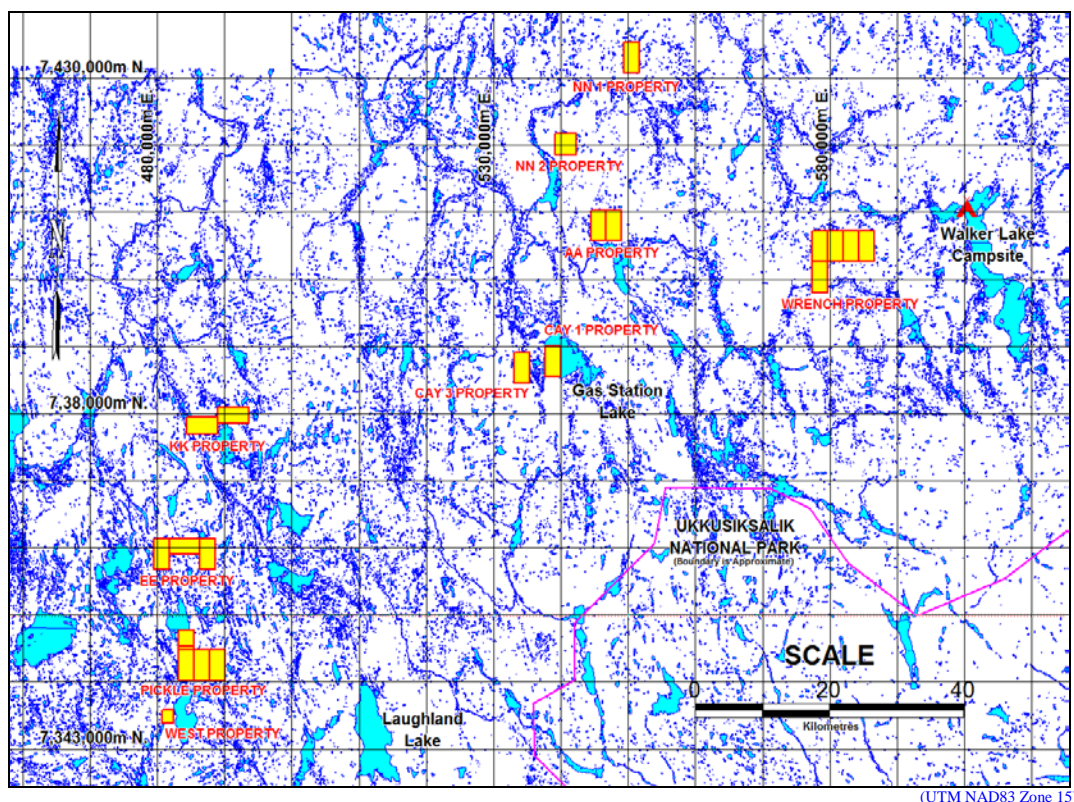 7,430,000m N.
480,000m E.
530,000m E.
580,000m E.
NN 1 PROPERTY
NN 2 PROPERTY
N
AA PROPERTY
Walker Lake
Campsite
WRENCH PROPERTY
CAY 1 PROPERTY
CAY 3 PROPERTY
Gas Station
Lake
7,38,000m N.
KK PROPERTY
UKKUSIKSALIK
NATIONAL PARK
(Boundary is Approximate)
EE PROPERTY
SCALE
0 20 40
Kilometres
PICKLE PROPERTY
WEST PROPERTY
Laughland
Lake
7,343,000m N.
(UTM NAD83 Zone 15